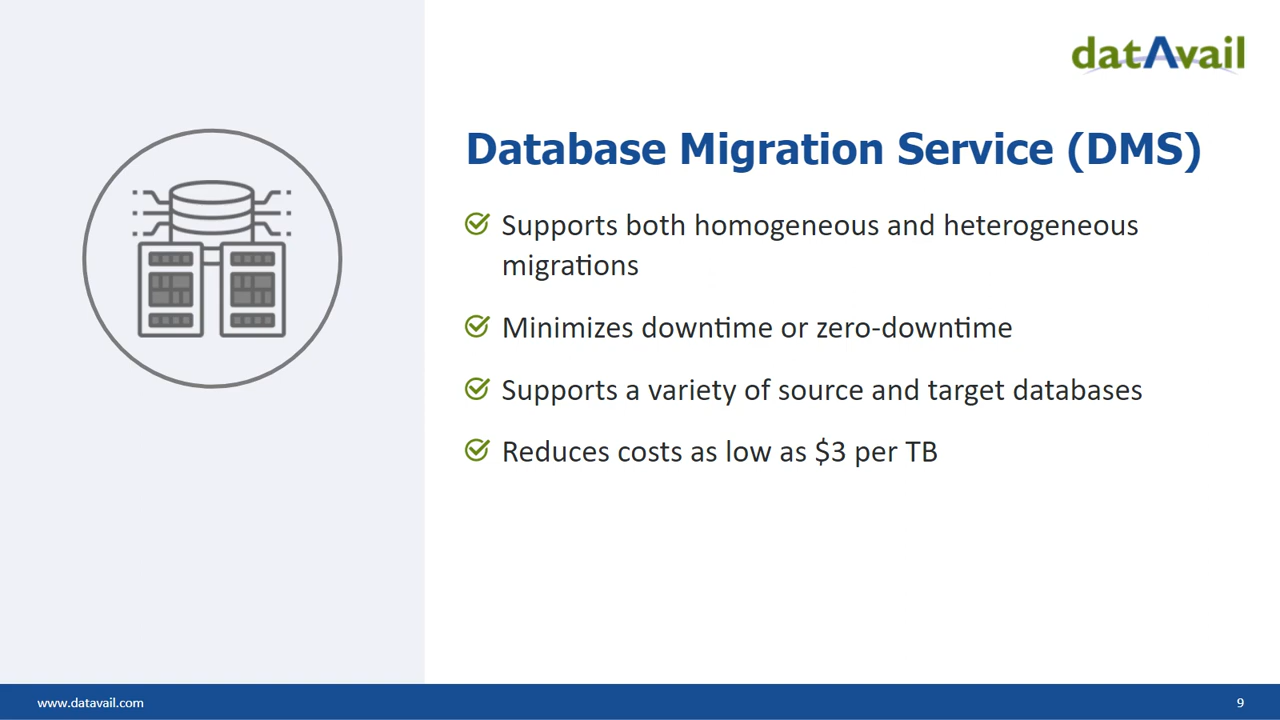 datAvail
Database Migration Service (DMS)
Supports both homogeneous and heterogeneous
migrations
Minimizes downtime or zero-downtime
Supports a variety of source and target databases
Reduces costs as low as $3 per TB
www.datavail.com
9